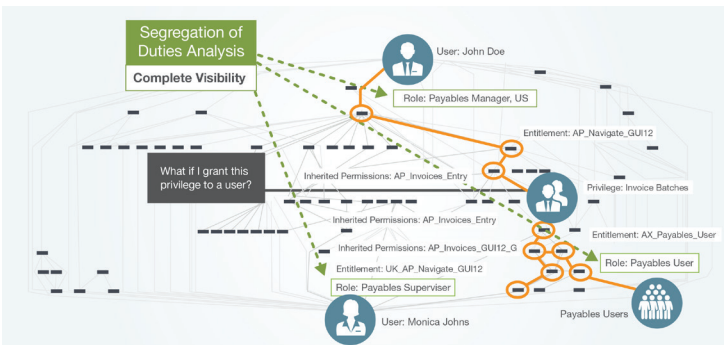 Segregation of
Duties Analysis
Complete Visibility
User: John Doe
Role: Payables Manager, US
Entitlement: AP_Navigate_GUI12
What if I grant this
privilege to a user?
Inherited Permissions: AP_Invoices_Entry
Privilege: Invoice Batches
Inherited Permissions: AP_Invoices_Entry
Entitlement: AX_Payables_User
Inherited Permissions: AP_Invoices_GUI12_G
Role: Payables User
Entitlement: UK_AP_Navigate_GUI12
Role: Payables Superviser
Payables Users
User: Monica Johns